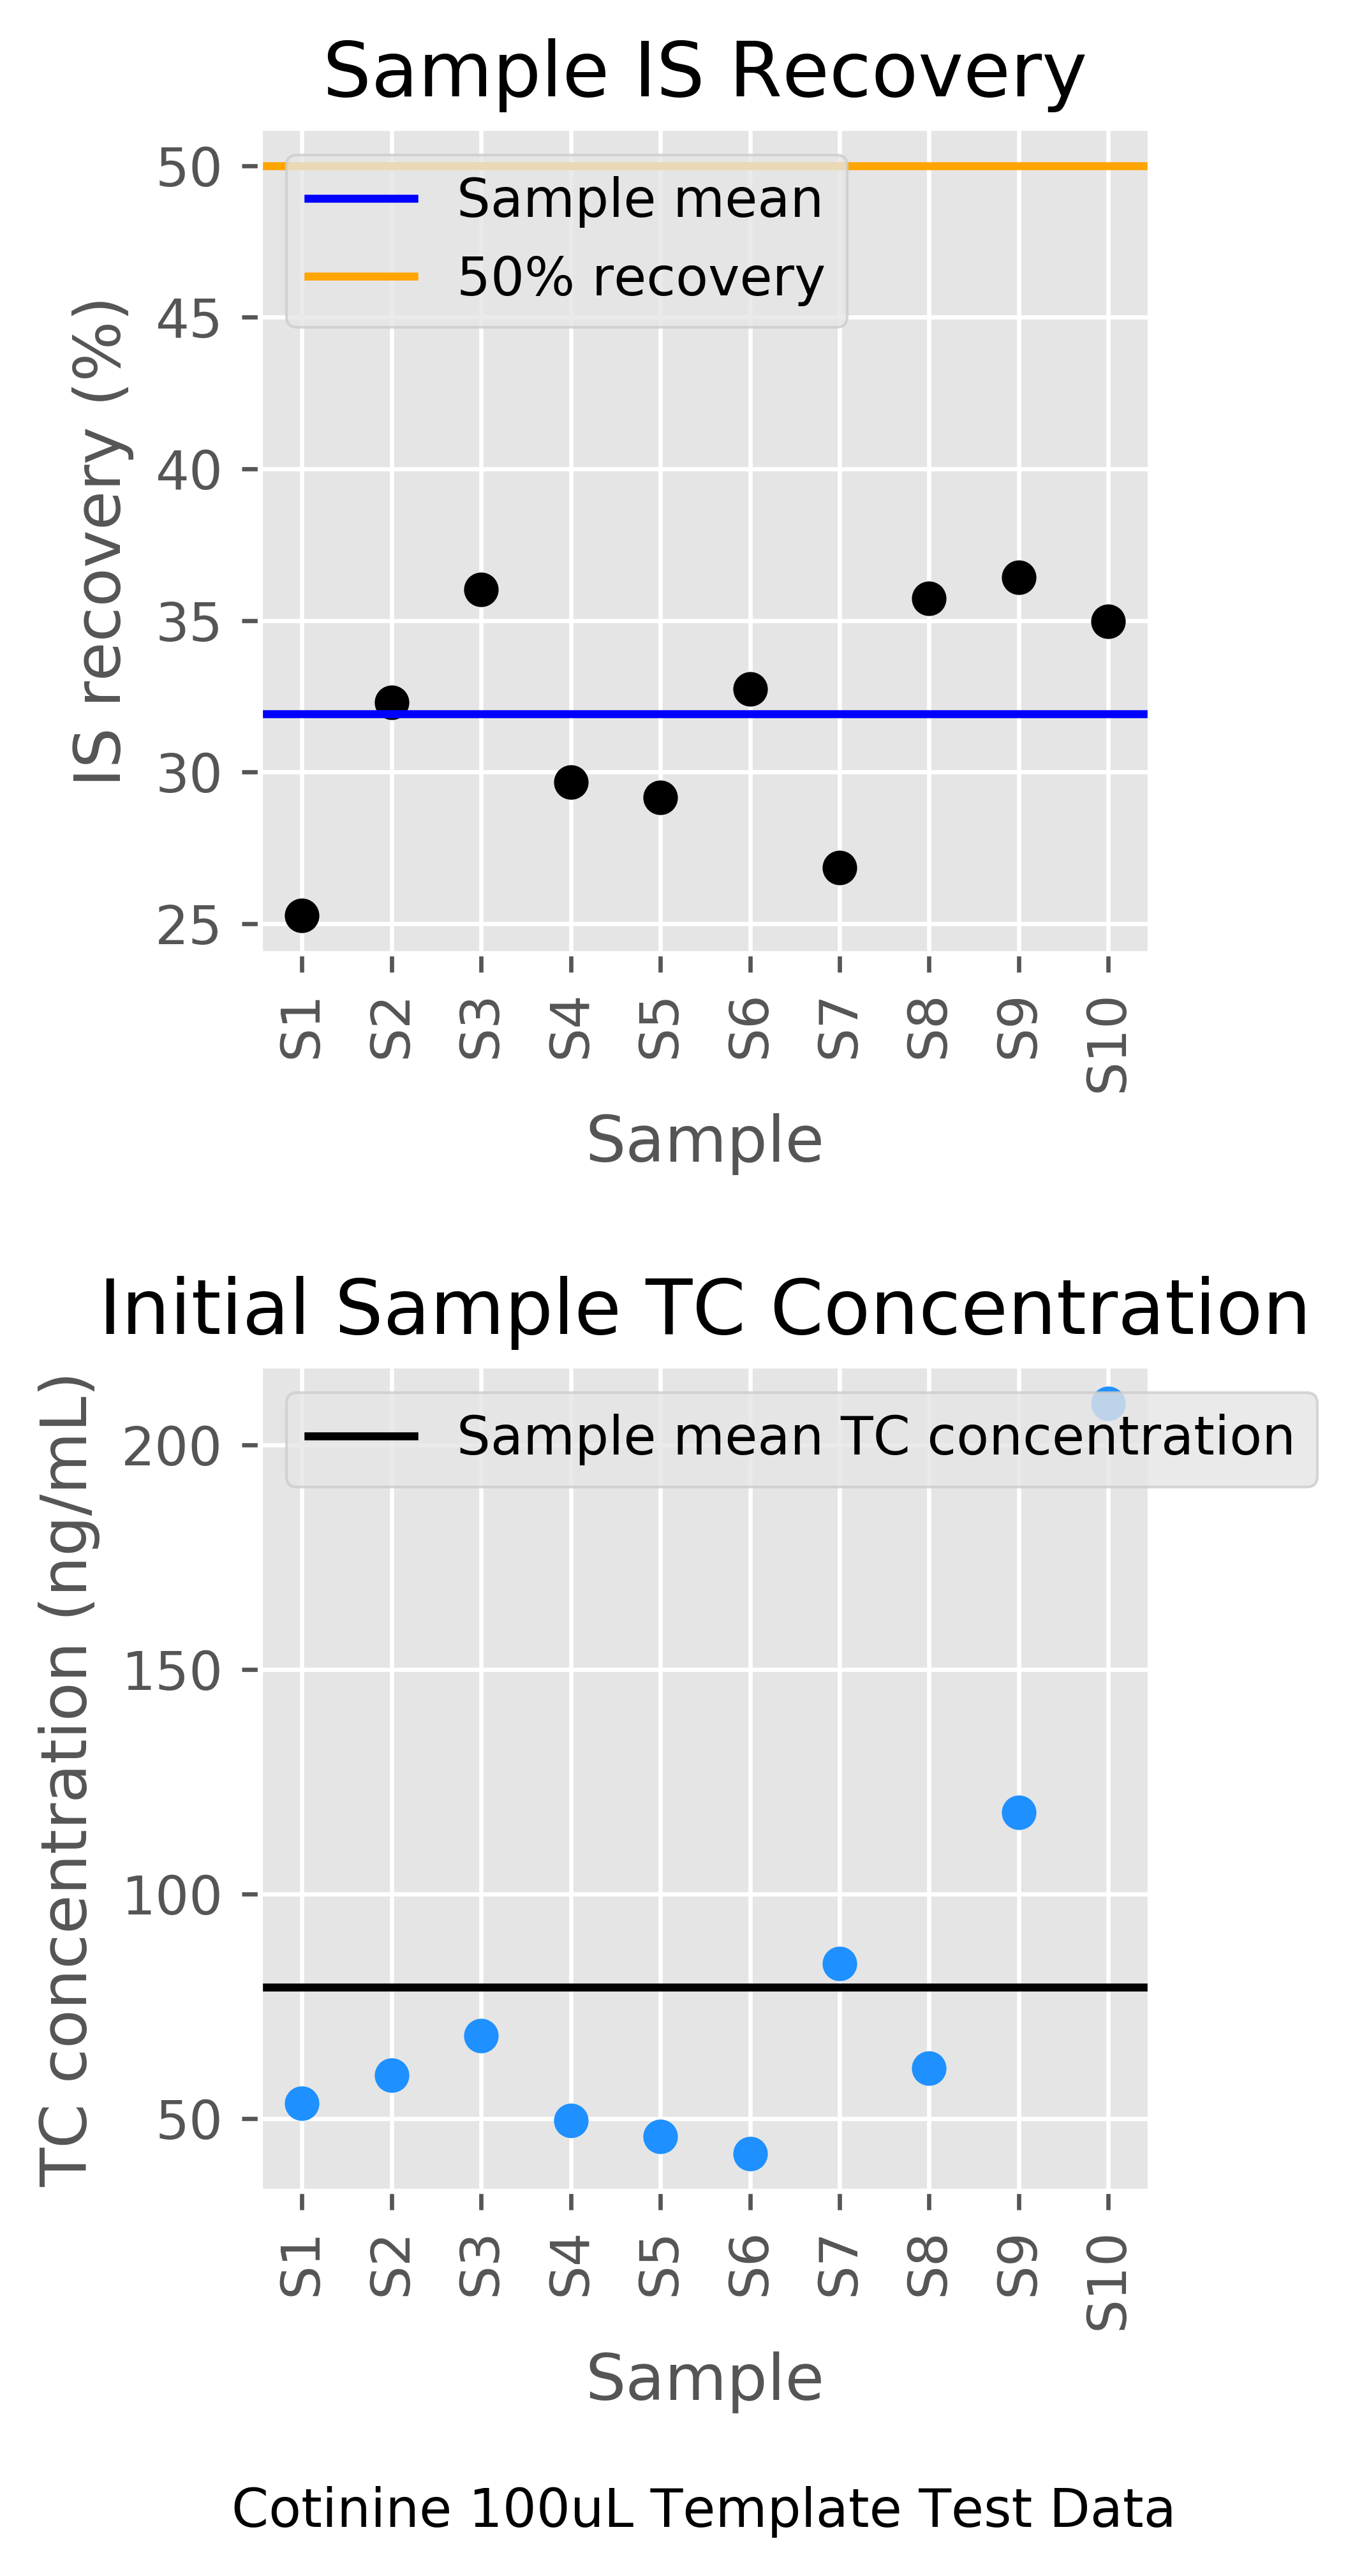 Sample IS Recovery
Sample mean
50% recovery
IS recovery (%)
50
45
40
35
30
25
S1 S2 S3 S4 S5 S6 S7 S8 S9 S10
Sample
Initial Sample TC Concentration
Sample mean TC concentration
TC concentration (ng/mL)
200
150
100
50
S1 S2 S3 S4 S5 S6 S7 S8 S9 S10
Sample
Cotinine 100uL Template Test Data